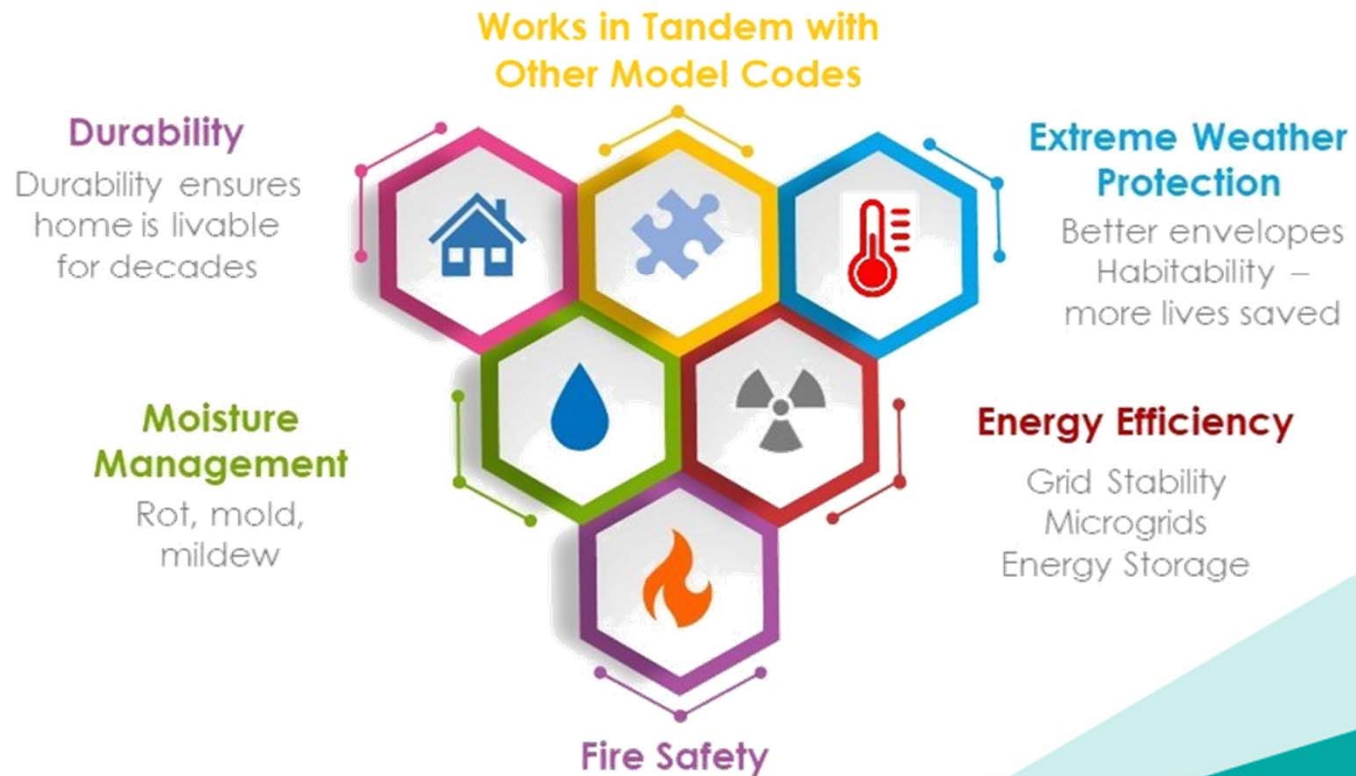 Works in Tandem with
Other Model Codes
Durability
Durability ensures
home is livable
for decades
Extreme Weather
Protection
Better envelopes
Habitability –
more lives saved
Moisture
Management
Rot, mold,
mildew
Energy Efficiency
Grid Stability
Microgrids
Energy Storage
Fire Safety